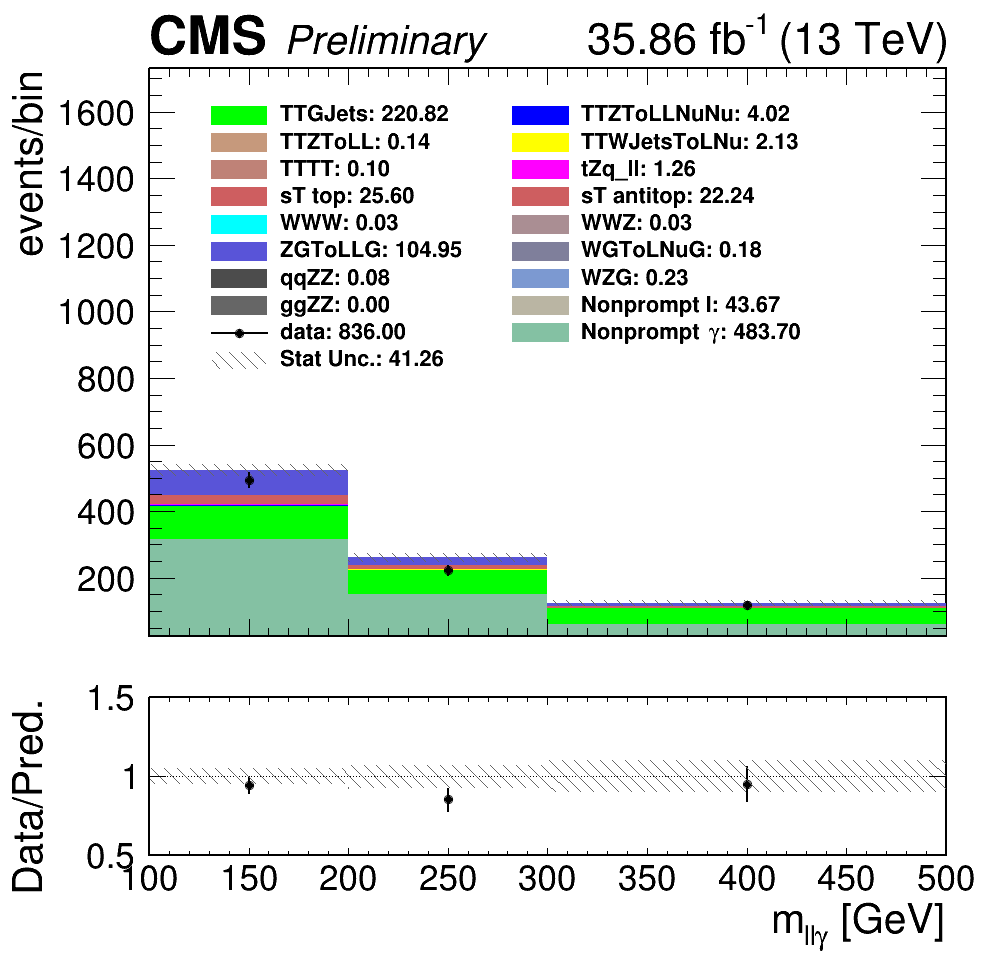 CMS Preliminary 35.86 fb-1 (13 TeV)
events/bin
1600
1400
1200
1000
800
600
400
200
TTGJets: 220.82
TTZToLLNuNu: 4.02
TTZToLL: 0.14
TTWJetsToLNu: 2.13
TTTT: 0.10
tZq_ll: 1.26
sT top: 25.60
sT antitop: 22.24
WWW: 0.03
WWZ: 0.03
ZGToLLG: 104.95
WGToLNuG: 0.18
qqZZ: 0.08
WZG: 0.23
ggZZ: 0.00
Nonprompt l: 43.67
data: 836.00
Nonprompt γ: 483.70
Stat Unc.: 41.26
Data/Pred.
1.5
1
0.5
100 150 200 250 300 350 400 450 500
mllγ [GeV]